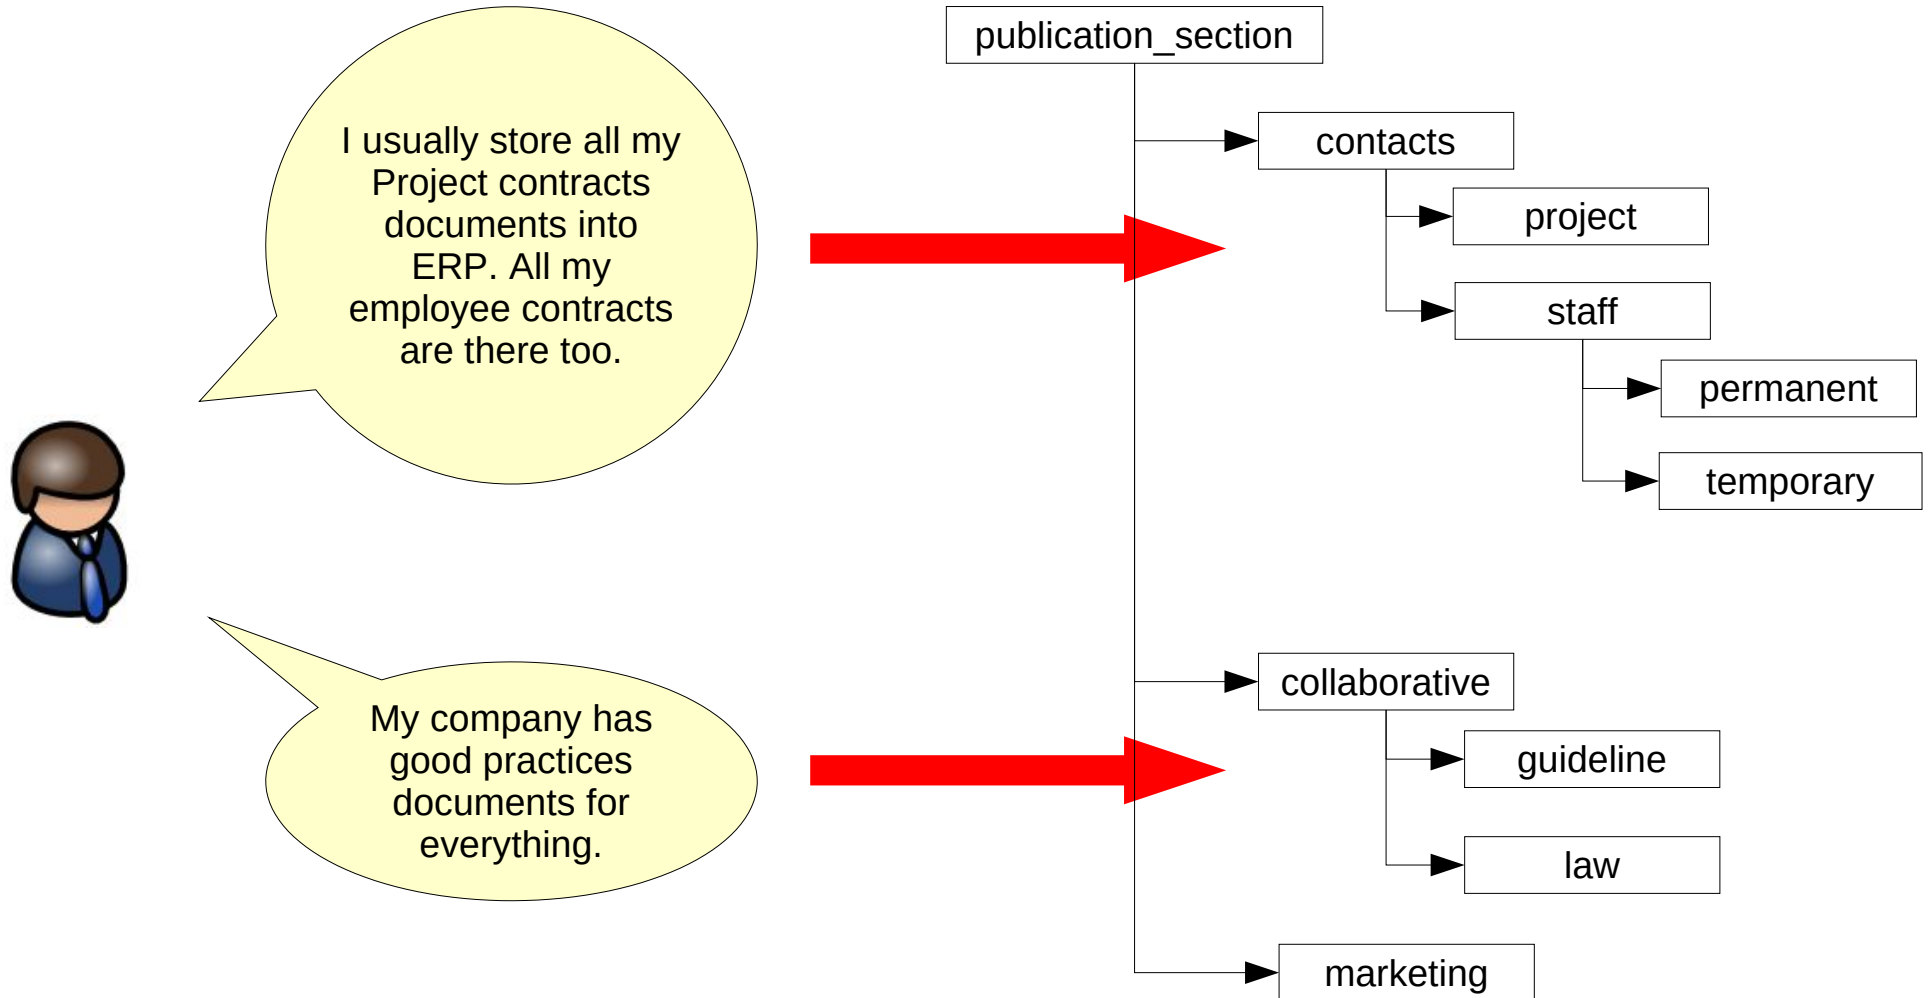 I usually store all my
Project contracts
documents into
ERP. All my
employee contracts
are there too.
My company has
good practices
documents for
everything.
publication_section
contacts
project
staff
permanent
temporary
collaborative
guideline
law
marketing